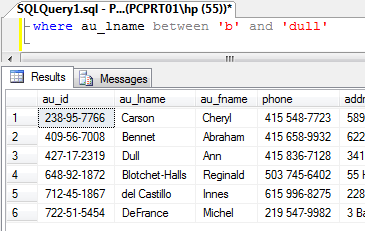 SQLQuery1.sql - P...(PCPRT01\hp (55))*
where au_lname between 'b' and 'dull'
Results Messages
au_id au_lname au_fname phone addr
1 238-95-7766 Carson Cheryl 415 548-7723 589
2 409-56-7008 Bennet Abraham 415 658-9932 622
3 427-17-2319 Dull Ann 415 836-7128 341
4 648-92-1872 Blotchet-Halls Reginald 503 745-6402 55 H
5 712-45-1867 del Castillo Innes 615 996-8275 228
6 722-51-5454 DeFrance Michel 219 547-9982 3 Ba